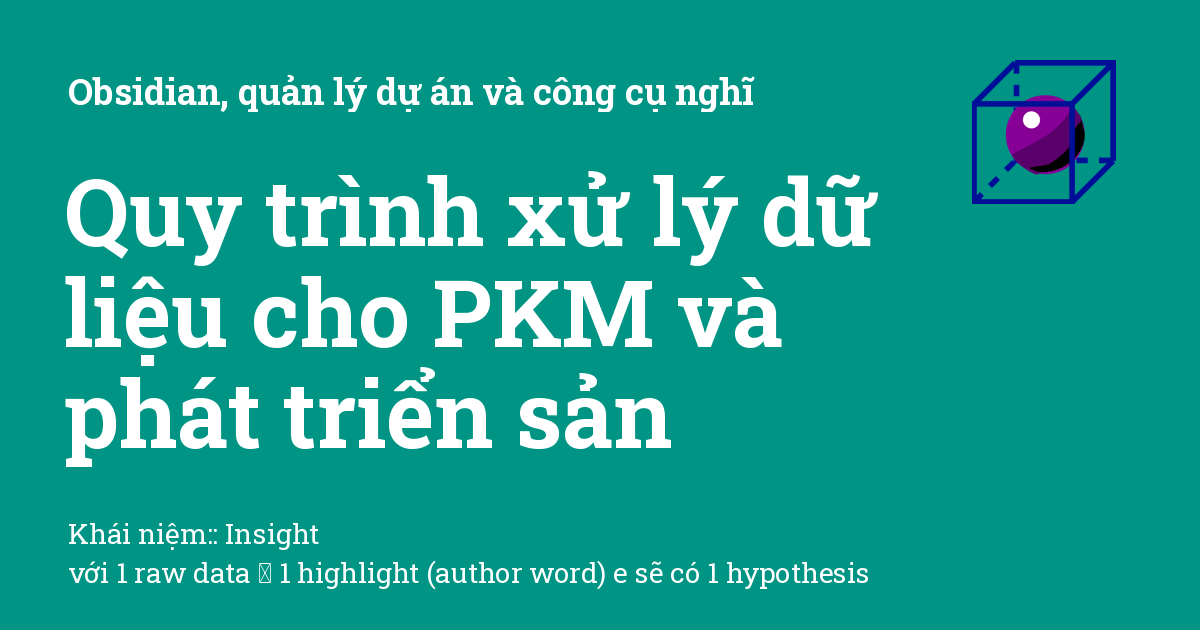 Obsidian, quản lý dự án và công cụ nghĩ
Quy trình xử lý dữ
liệu cho PKM và
phát triển sản
Khái niệm:: Insight
với 1 raw data 1 highlight (author word) e sẽ có 1 hypothesis